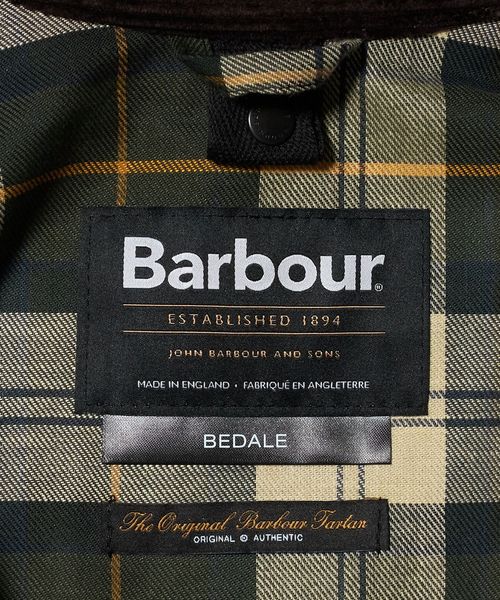 Barbour®
ESTABLISHED 1894
JOHN BARBOUR AND SONS
MADE IN ENGLAND • FABRIQUÉ EN ANGLETERRE
BEDALE
The Original Barbour Tartan
ORIGINAL © AUTHENTIC